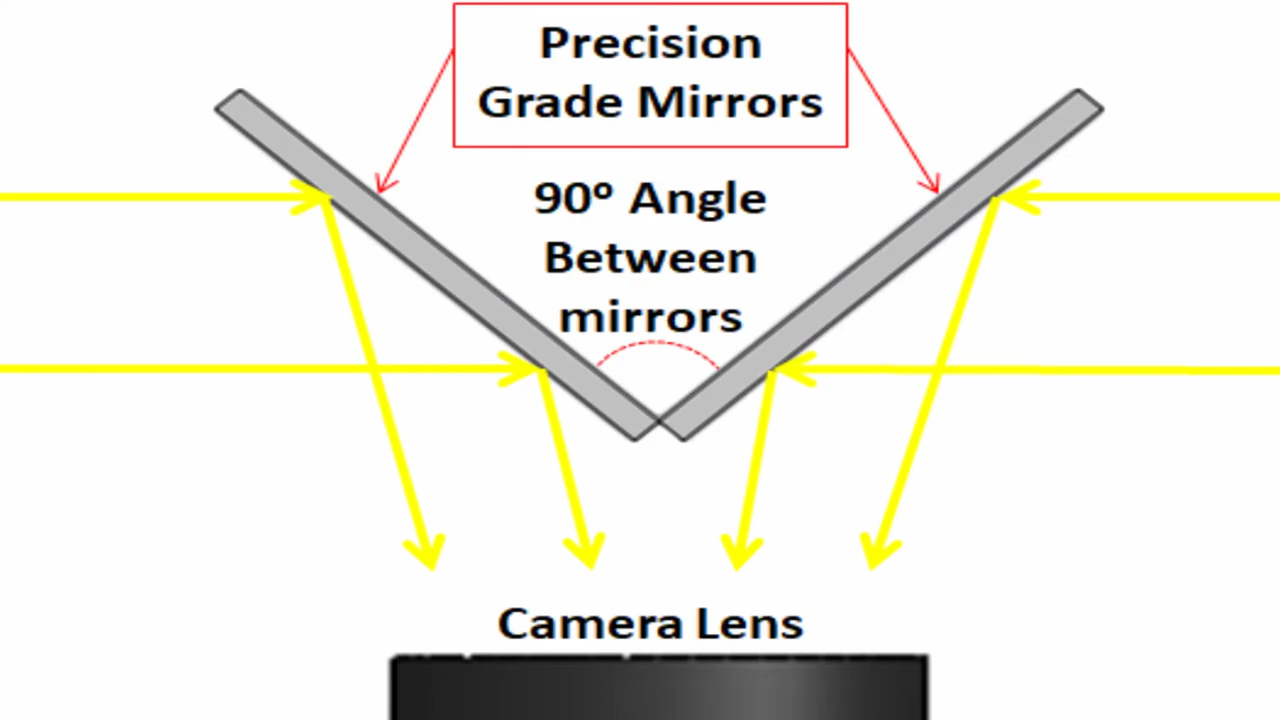 Precision
Grade Mirrors
90º Angle
Between
mirrors
Camera Lens